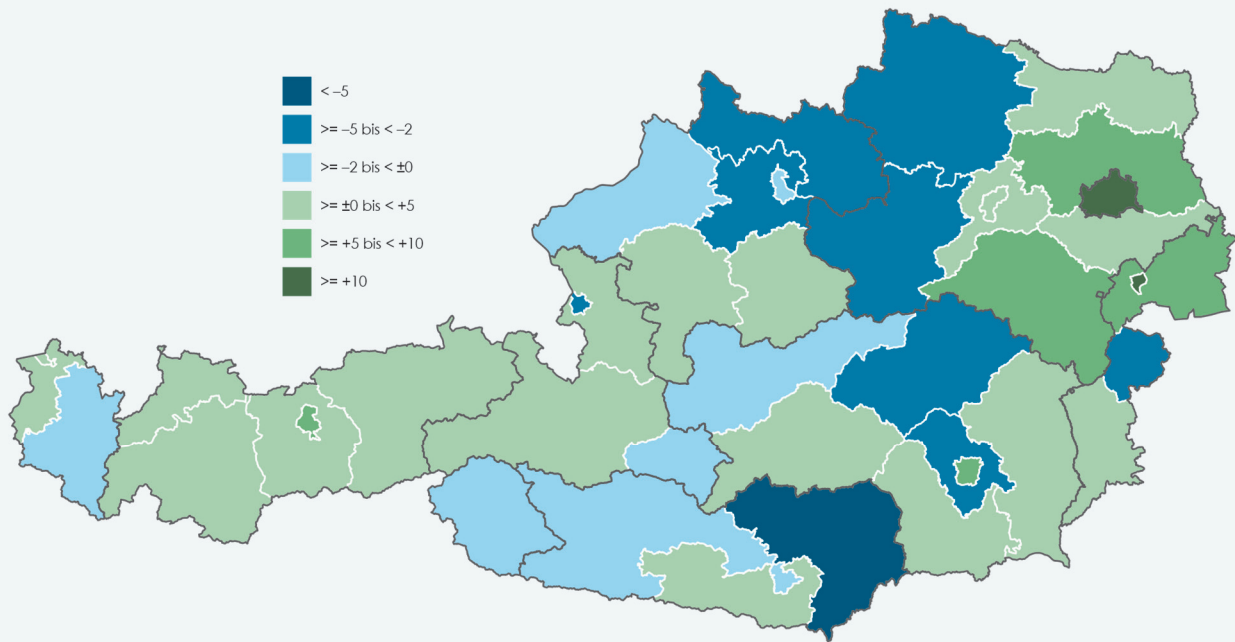 < –5
>= –5 bis < –2
>= –2 bis < ±0
>= ±0 bis < +5
>= +5 bis < +10
>= +10